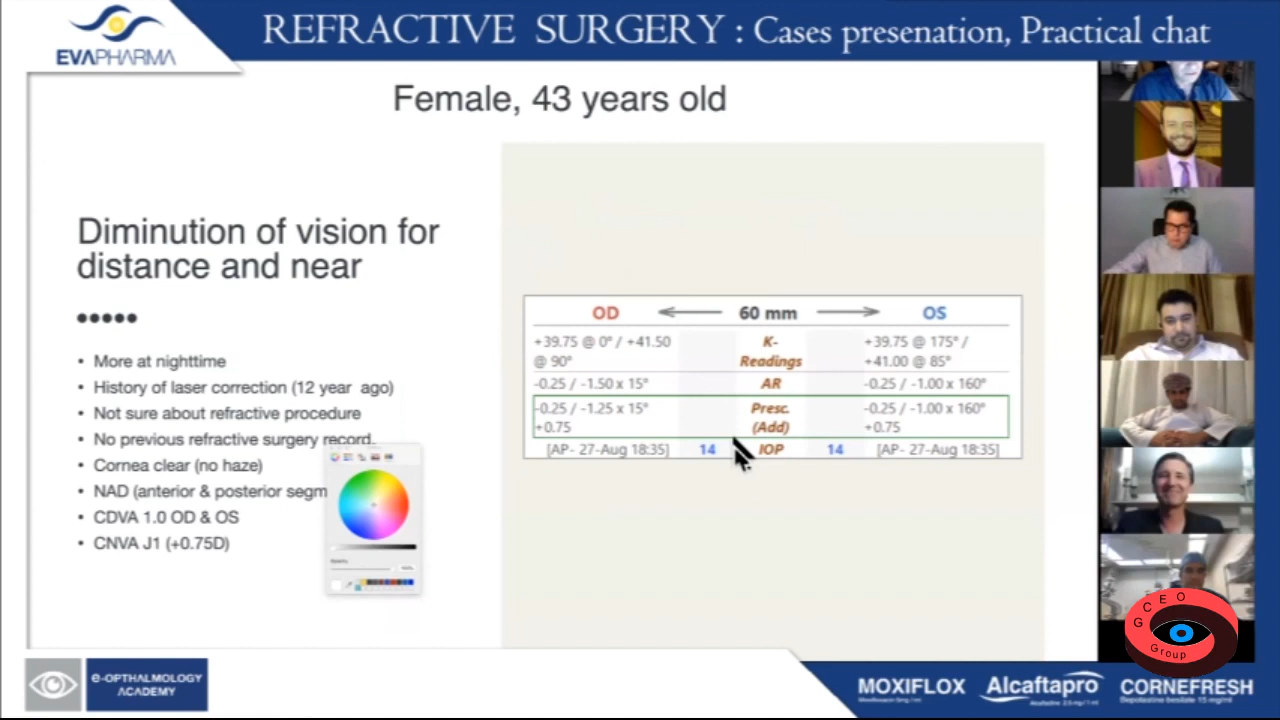 EVAPHARMA
REFRACTIVE SURGERY : Cases presenation, Practical chat
Female, 43 years old
Diminution of vision for
distance and near
• More at nighttime
• History of laser correction (12 year ago)
• Not sure about refractive procedure
• No previous refractive surgery record.
• Cornea clear (no haze)
• NAD (anterior & posterior segm
• CDVA 1.0 OD & OS
• CNVA J1 (+0.75D)
OD 60 mm OS
+39.75 @ 0° / +41.50 K- +39.75 @ 175° /
@ 90° Readings +41.00 @ 85°
-0.25 / -1.50 x 15° AR -0.25 / -1.00 x 160°
-0.25 / -1.25 x 15° Presc. -0.25 / -1.00 x 160°
+0.75 (Add) +0.75
[AP- 27-Aug 18:35] 14 IOP 14 [AP- 27-Aug 18:35]
GCEO
Group
e-OPTHALMOLOGY
ACADEMY
MOXIFLOX Alcaftapro CORNEFRESH